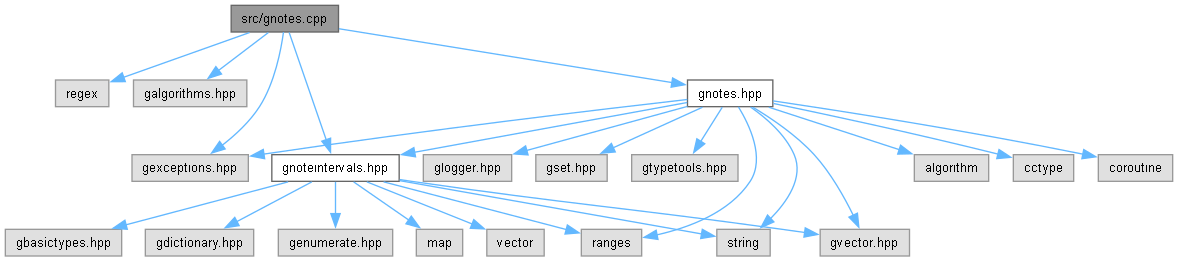 src/gnotes.cpp
regex
galgorithms.hpp
gnotes.hpp
gexceptions.hpp
gnoteintervals.hpp
glogger.hpp
gset.hpp
gtypetools.hpp
algorithm
cctype
coroutine
gbasictypes.hpp
gdictionary.hpp
genumerate.hpp
map
vector
ranges
string
gvector.hpp